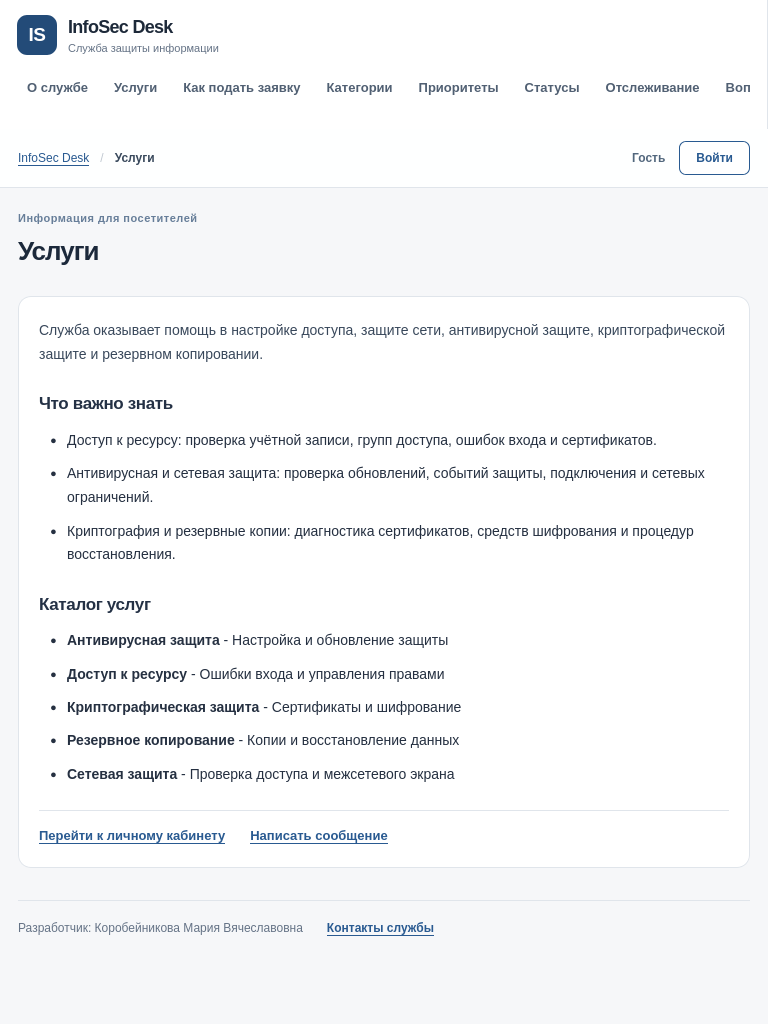 IS
InfoSec Desk
Служба защиты информации
О службе Услуги Как подать заявку Категории Приоритеты Статусы Отслеживание Воп
InfoSec Desk / Услуги Гость Войти
Информация для посетителей
Услуги
Служба оказывает помощь в настройке доступа, защите сети, антивирусной защите, криптографической
защите и резервном копировании.
Что важно знать
• Доступ к ресурсу: проверка учётной записи, групп доступа, ошибок входа и сертификатов.
• Антивирусная и сетевая защита: проверка обновлений, событий защиты, подключения и сетевых
ограничений.
• Криптография и резервные копии: диагностика сертификатов, средств шифрования и процедур
восстановления.
Каталог услуг
• Антивирусная защита - Настройка и обновление защиты
• Доступ к ресурсу - Ошибки входа и управления правами
• Криптографическая защита - Сертификаты и шифрование
• Резервное копирование - Копии и восстановление данных
• Сетевая защита - Проверка доступа и межсетевого экрана
Перейти к личному кабинету Написать сообщение
Разработчик: Коробейникова Мария Вячеславовна Контакты службы